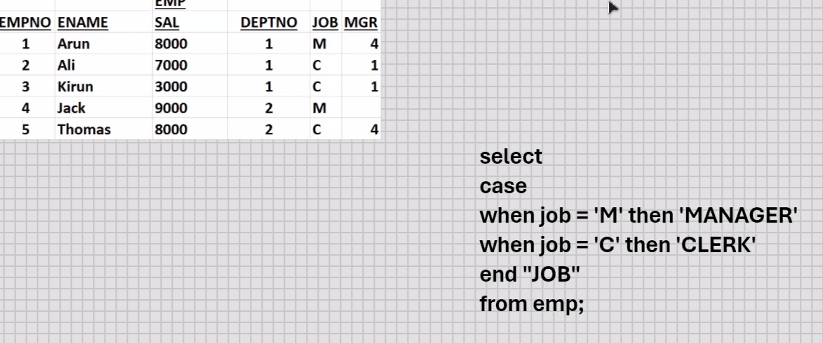 EMP
EMPNO ENAME SAL DEPTNO JOB MGR
1 Arun 8000 1 M 4
2 Ali 7000 1 C 1
3 Kirun 3000 1 C 1
4 Jack 9000 2 M
5 Thomas 8000 2 C 4
select
case
when job = 'M' then 'MANAGER'
when job = 'C' then 'CLERK'
end "JOB"
from emp;